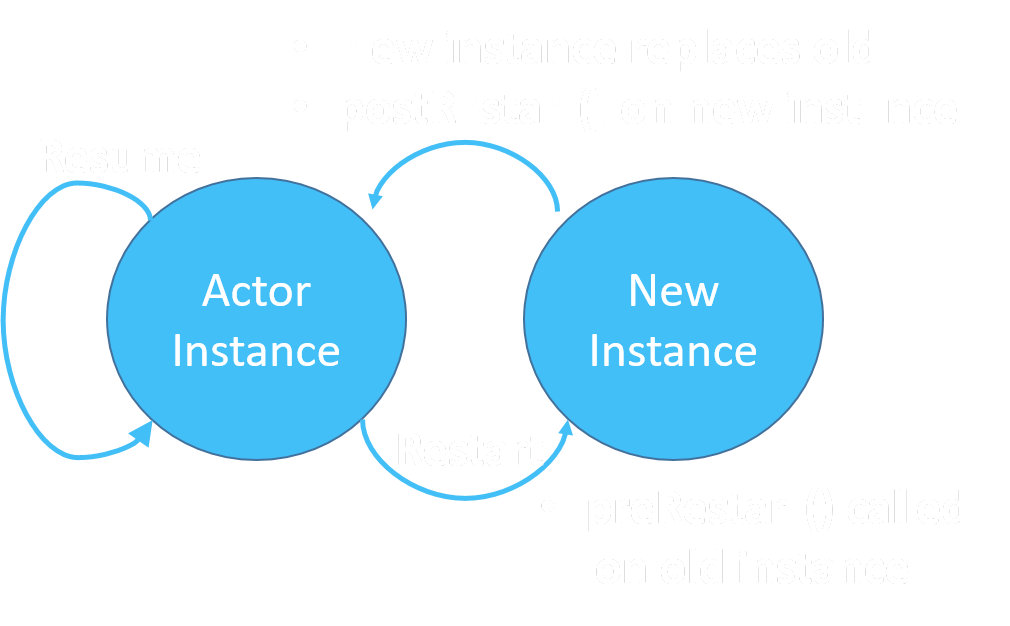 • New instance replaces old
• postRestart() on new instance
Resume
Actor
Instance
New
Instance
Restart
• preRestart() called
on old instance